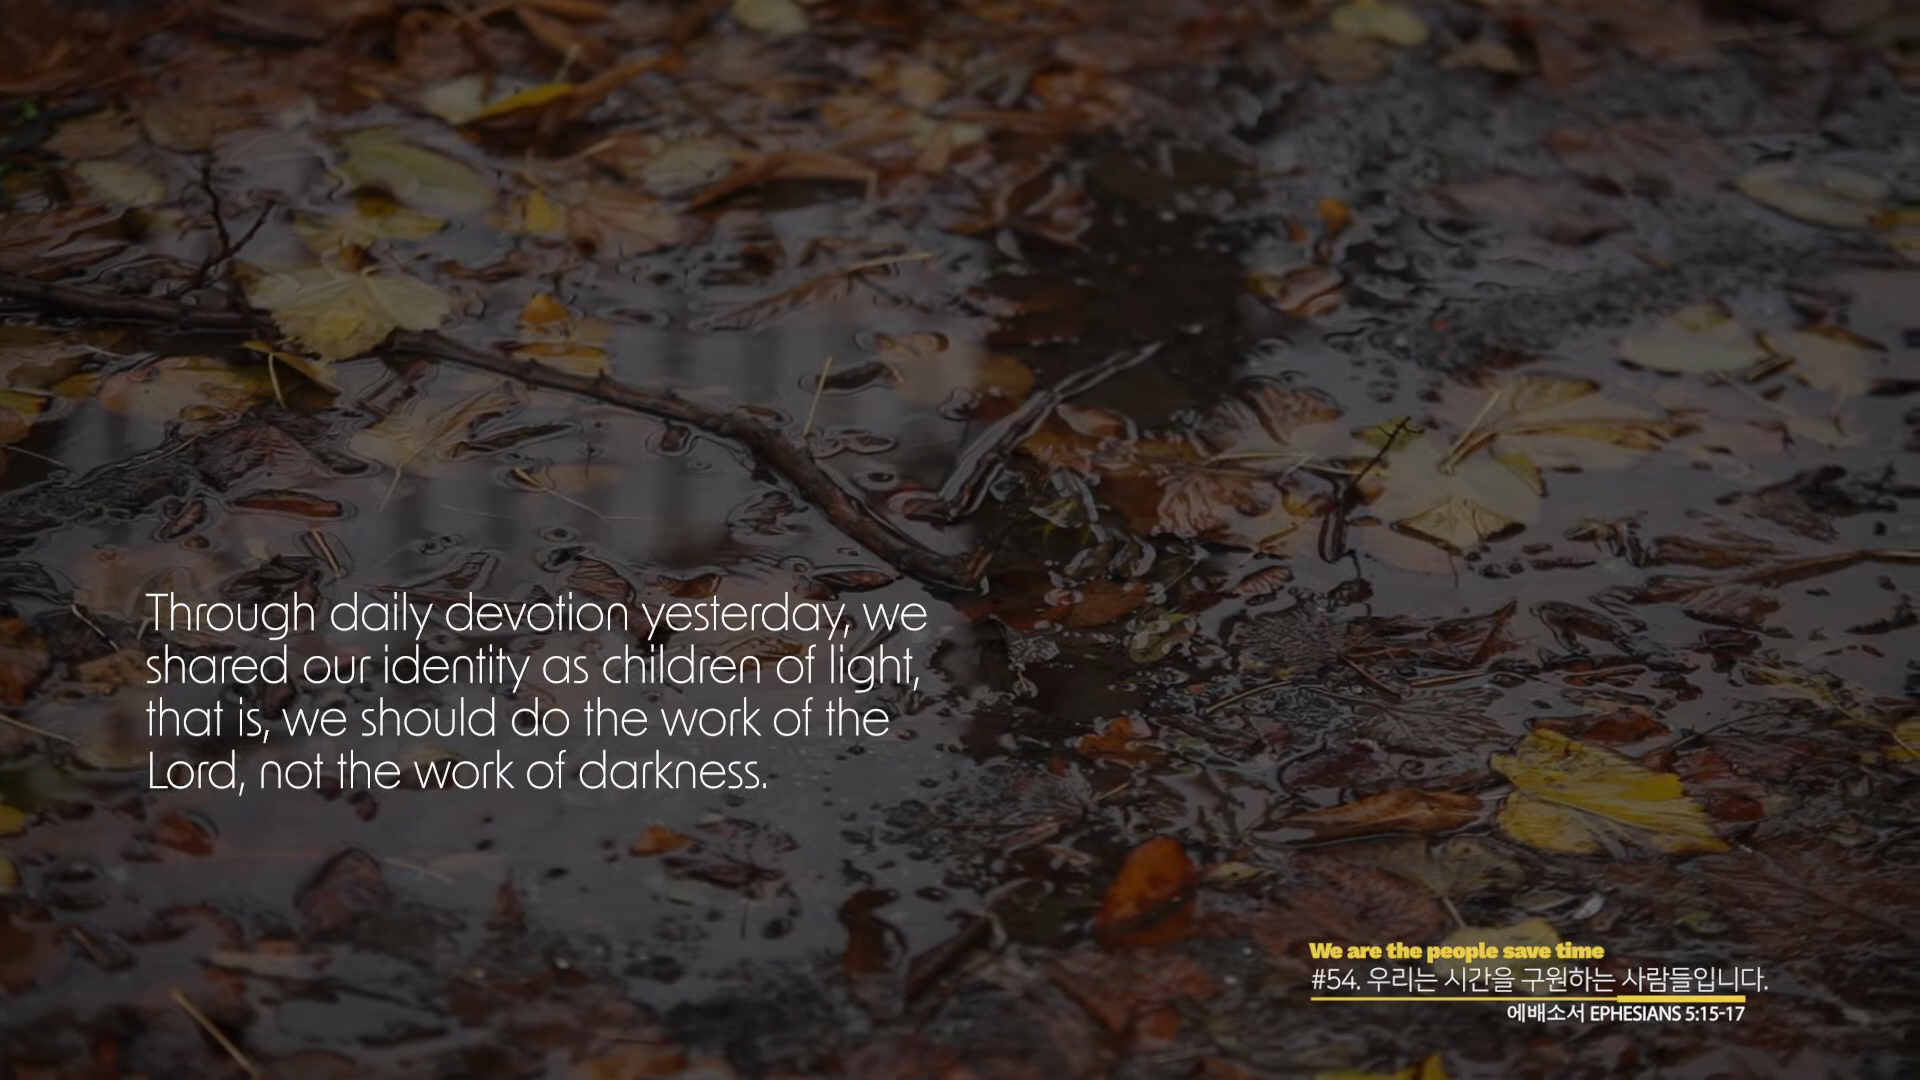 Through daily devotion yesterday, we
shared our identity as children of light,
that is, we should do the work of the
Lord, not the work of darkness.
We are the people save time
#54. 우리는 시간을 구원하는 사람들입니다.
에베소서 EPHESIANS 5:15-17